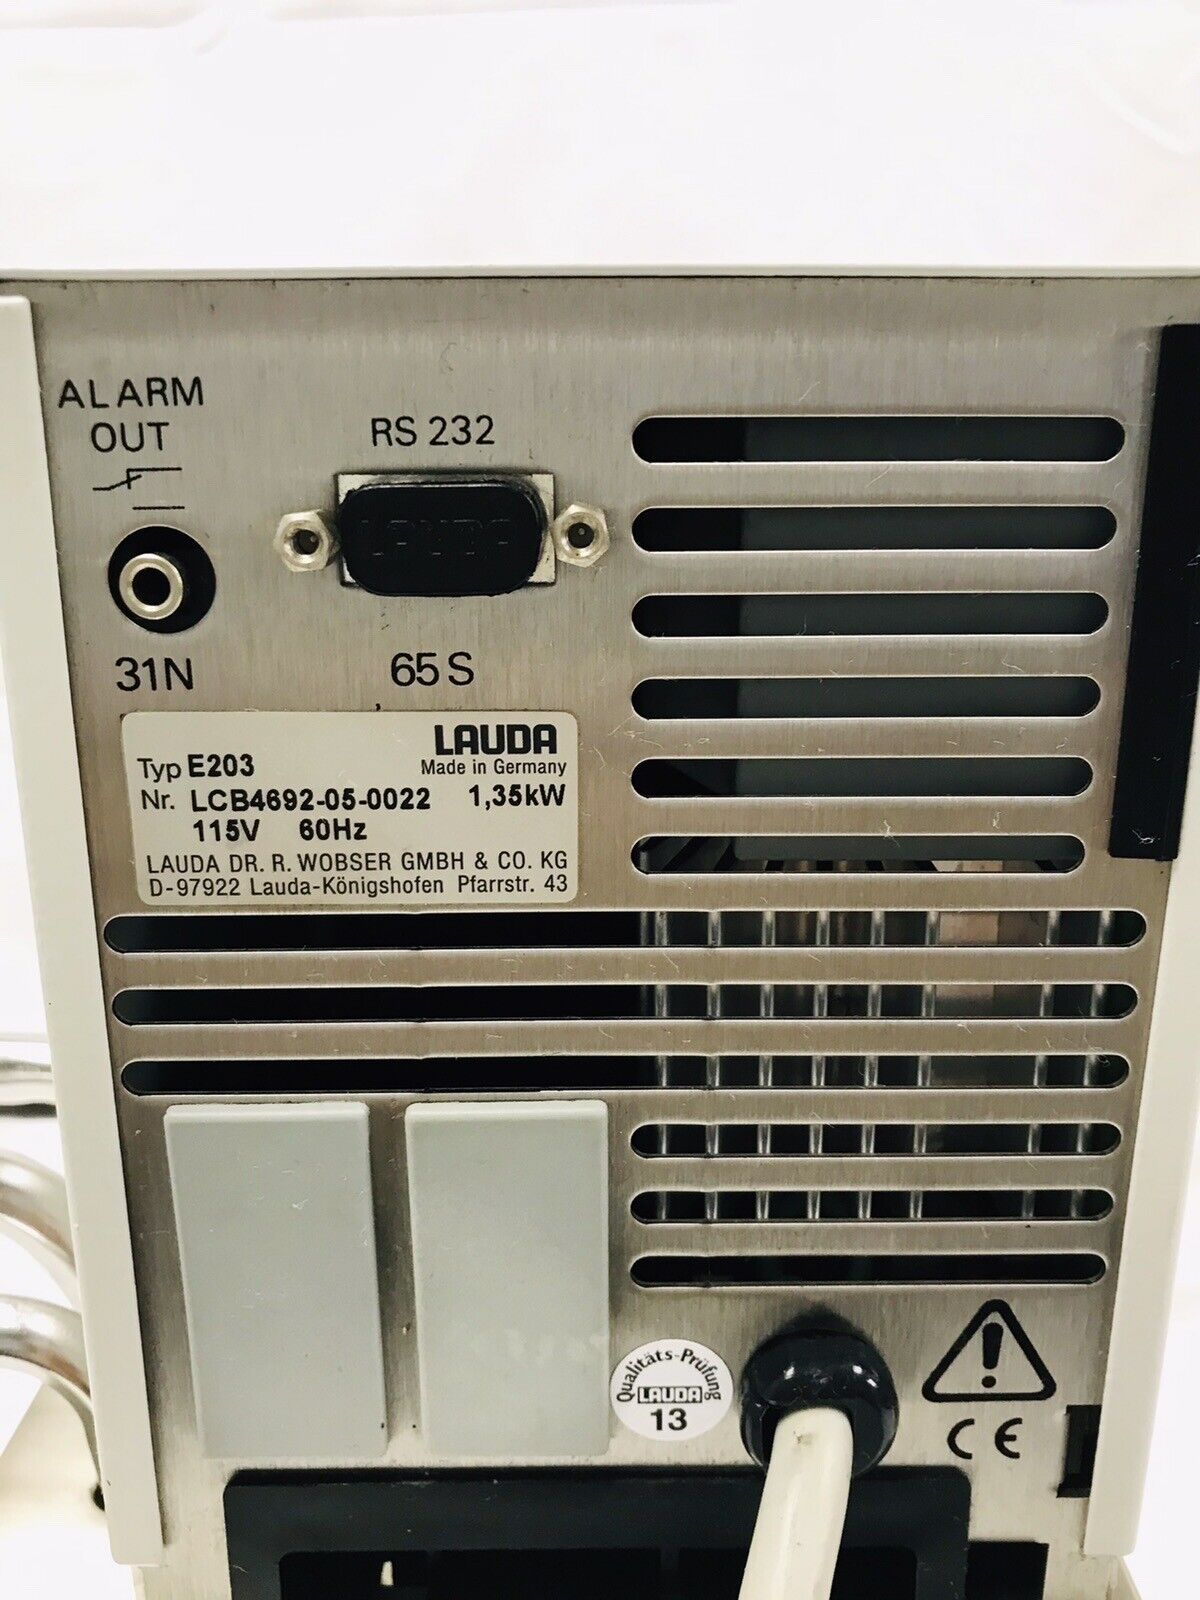 ALARM
OUT
RS 232
LAUDA
31N
65 S
LAUDA
Typ E203
Made in Germany
Nr. LCB4692-05-0022 1,35kW
115V 60Hz
LAUDA DR. R. WOBSER GMBH & CO. KG
D-97922 Lauda-Königshofen Pfarrstr. 43
Qualitäts-Prüfung
LAUDA
13
CE